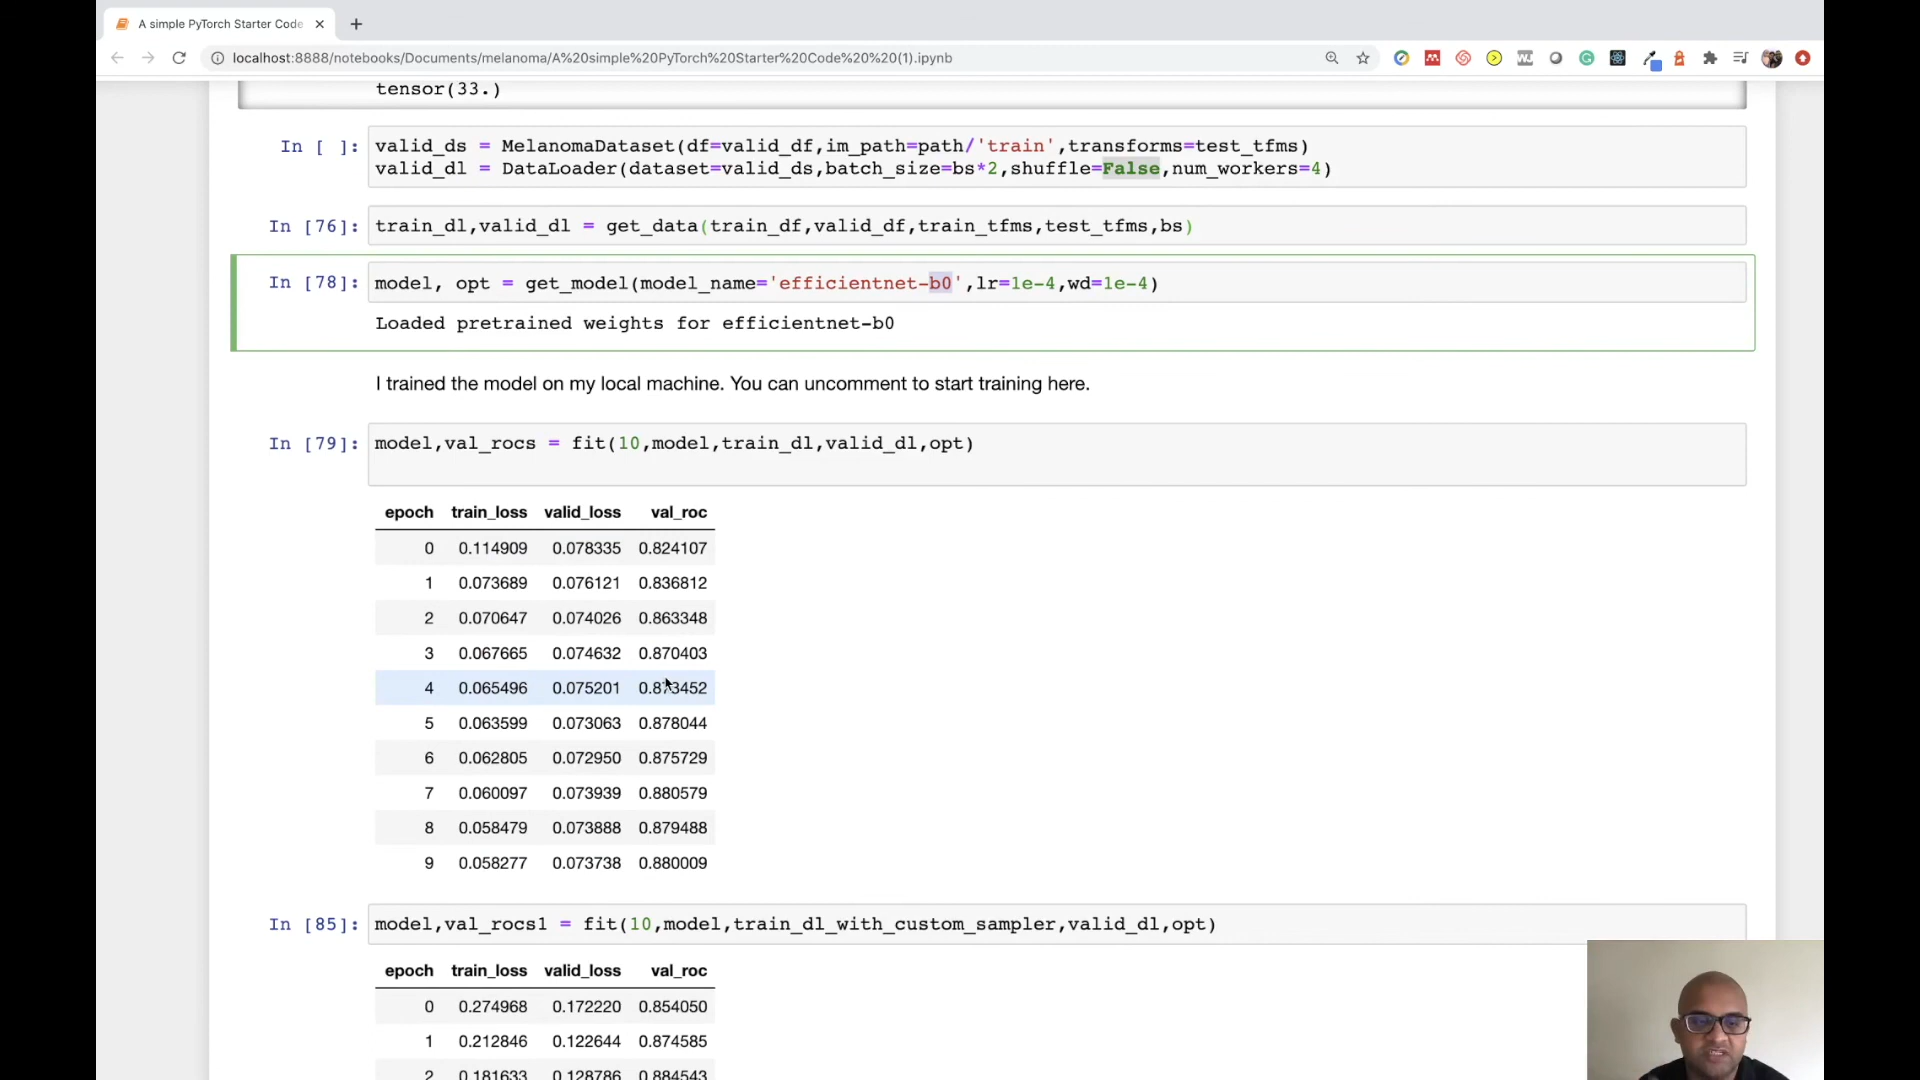 A simple PyTorch Starter Code
localhost:8888/notebooks/Documents/melanoma/A%20simple%20PyTorch%20Starter%20Code%20%20(1).ipynb
tensor(33.)
In [ ]: valid_ds = MelanomaDataset(df=valid_df,im_path=path/'train',transforms=test_tfms)
valid_dl = DataLoader(dataset=valid_ds,batch_size=bs*2,shuffle=False,num_workers=4)
In [76]: train_dl,valid_dl = get_data(train_df,valid_df,train_tfms,test_tfms,bs)
In [78]: model, opt = get_model(model_name='efficientnet-b0',lr=1e-4,wd=1e-4)
Loaded pretrained weights for efficientnet-b0
I trained the model on my local machine. You can uncomment to start training here.
In [79]: model,val_rocs = fit(10,model,train_dl,valid_dl,opt)
epoch train_loss valid_loss val_roc
0 0.114909 0.078335 0.824107
1 0.073689 0.076121 0.836812
2 0.070647 0.074026 0.863348
3 0.067665 0.074632 0.870403
4 0.065496 0.075201 0.873452
5 0.063599 0.073063 0.878044
6 0.062805 0.072950 0.875729
7 0.060097 0.073939 0.880579
8 0.058479 0.073888 0.879488
9 0.058277 0.073738 0.880009
In [85]: model,val_rocs1 = fit(10,model,train_dl_with_custom_sampler,valid_dl,opt)
epoch train_loss valid_loss val_roc
0 0.274968 0.172220 0.854050
1 0.212846 0.122644 0.874585
2 0.181633 0.128786 0.884543